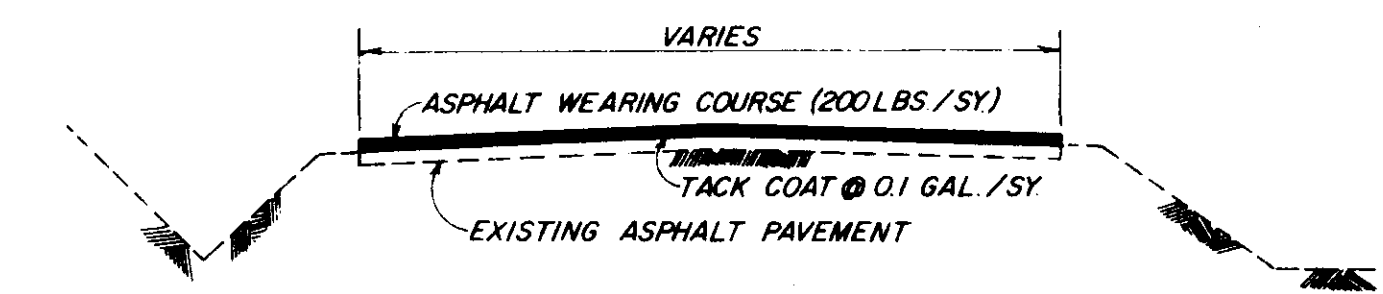 VARIES
ASPHALT WEARING COURSE (200 LBS./SY.)
TACK COAT @ 0.1 GAL./SY.
EXISTING ASPHALT PAVEMENT